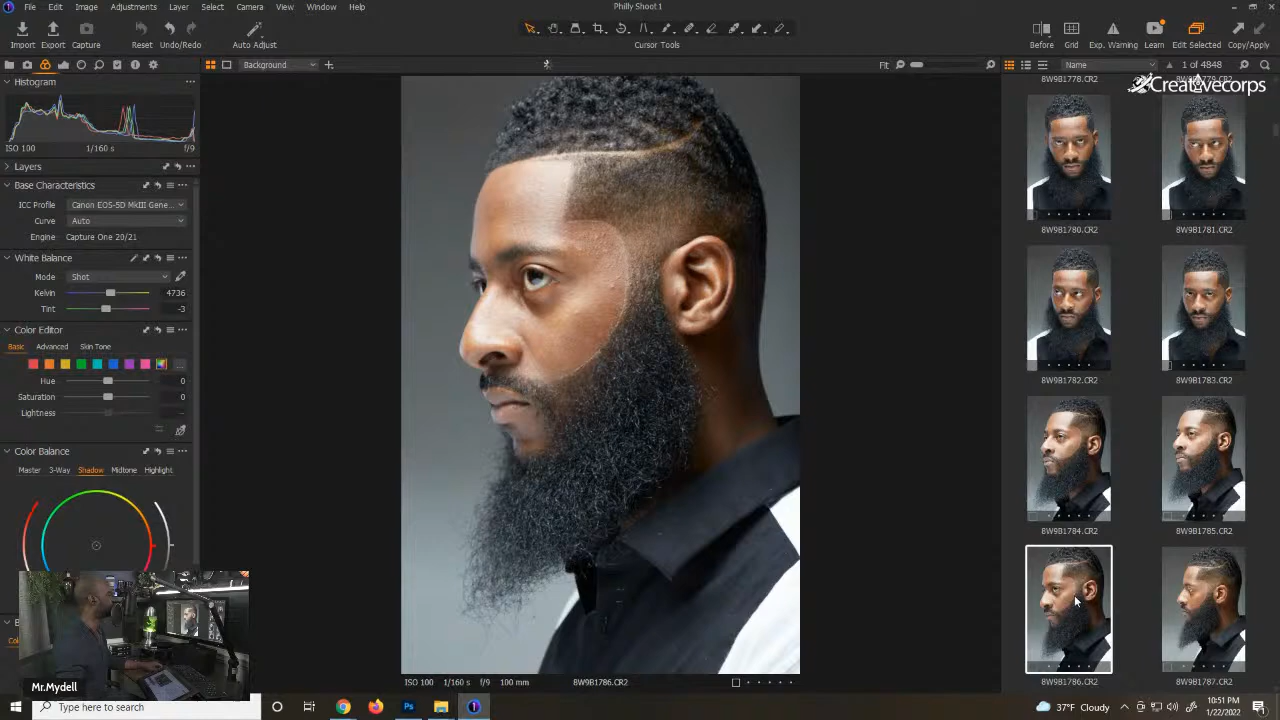 File Edit Image Adjustments Layer Select Camera View Window Help
Philly Shoot.1
Import Export Capture
Reset Undo/Redo
Auto Adjust
Cursor Tools
Before Grid Exp. Warning Learn Edit Selected Copy/Apply
Background
Fit
Name
1 of 4848
Creativecorps
Histogram
ISO 100 1/160 s f/9
Layers
Base Characteristics
ICC Profile Canon EOS-5D MkIII Gene...
Curve Auto
Engine: Capture One 20/21
White Balance
Mode Shot
Kelvin 4736
Tint -3
Color Editor
Basic Advanced Skin Tone
Hue 0
Saturation 0
Lightness --
Color Balance
Master 3-Way Shadow Midtone Highlight
Mr.Mydell
ISO 100 1/160 s f/9 100 mm 8W9B1786.CR2
8W9B1778.CR2
8W9B1780.CR2 8W9B1781.CR2
8W9B1782.CR2 8W9B1783.CR2
8W9B1784.CR2 8W9B1785.CR2
8W9B1786.CR2 8W9B1787.CR2
Type here to search
Ps
37°F Cloudy
10:51 PM
1/22/2022